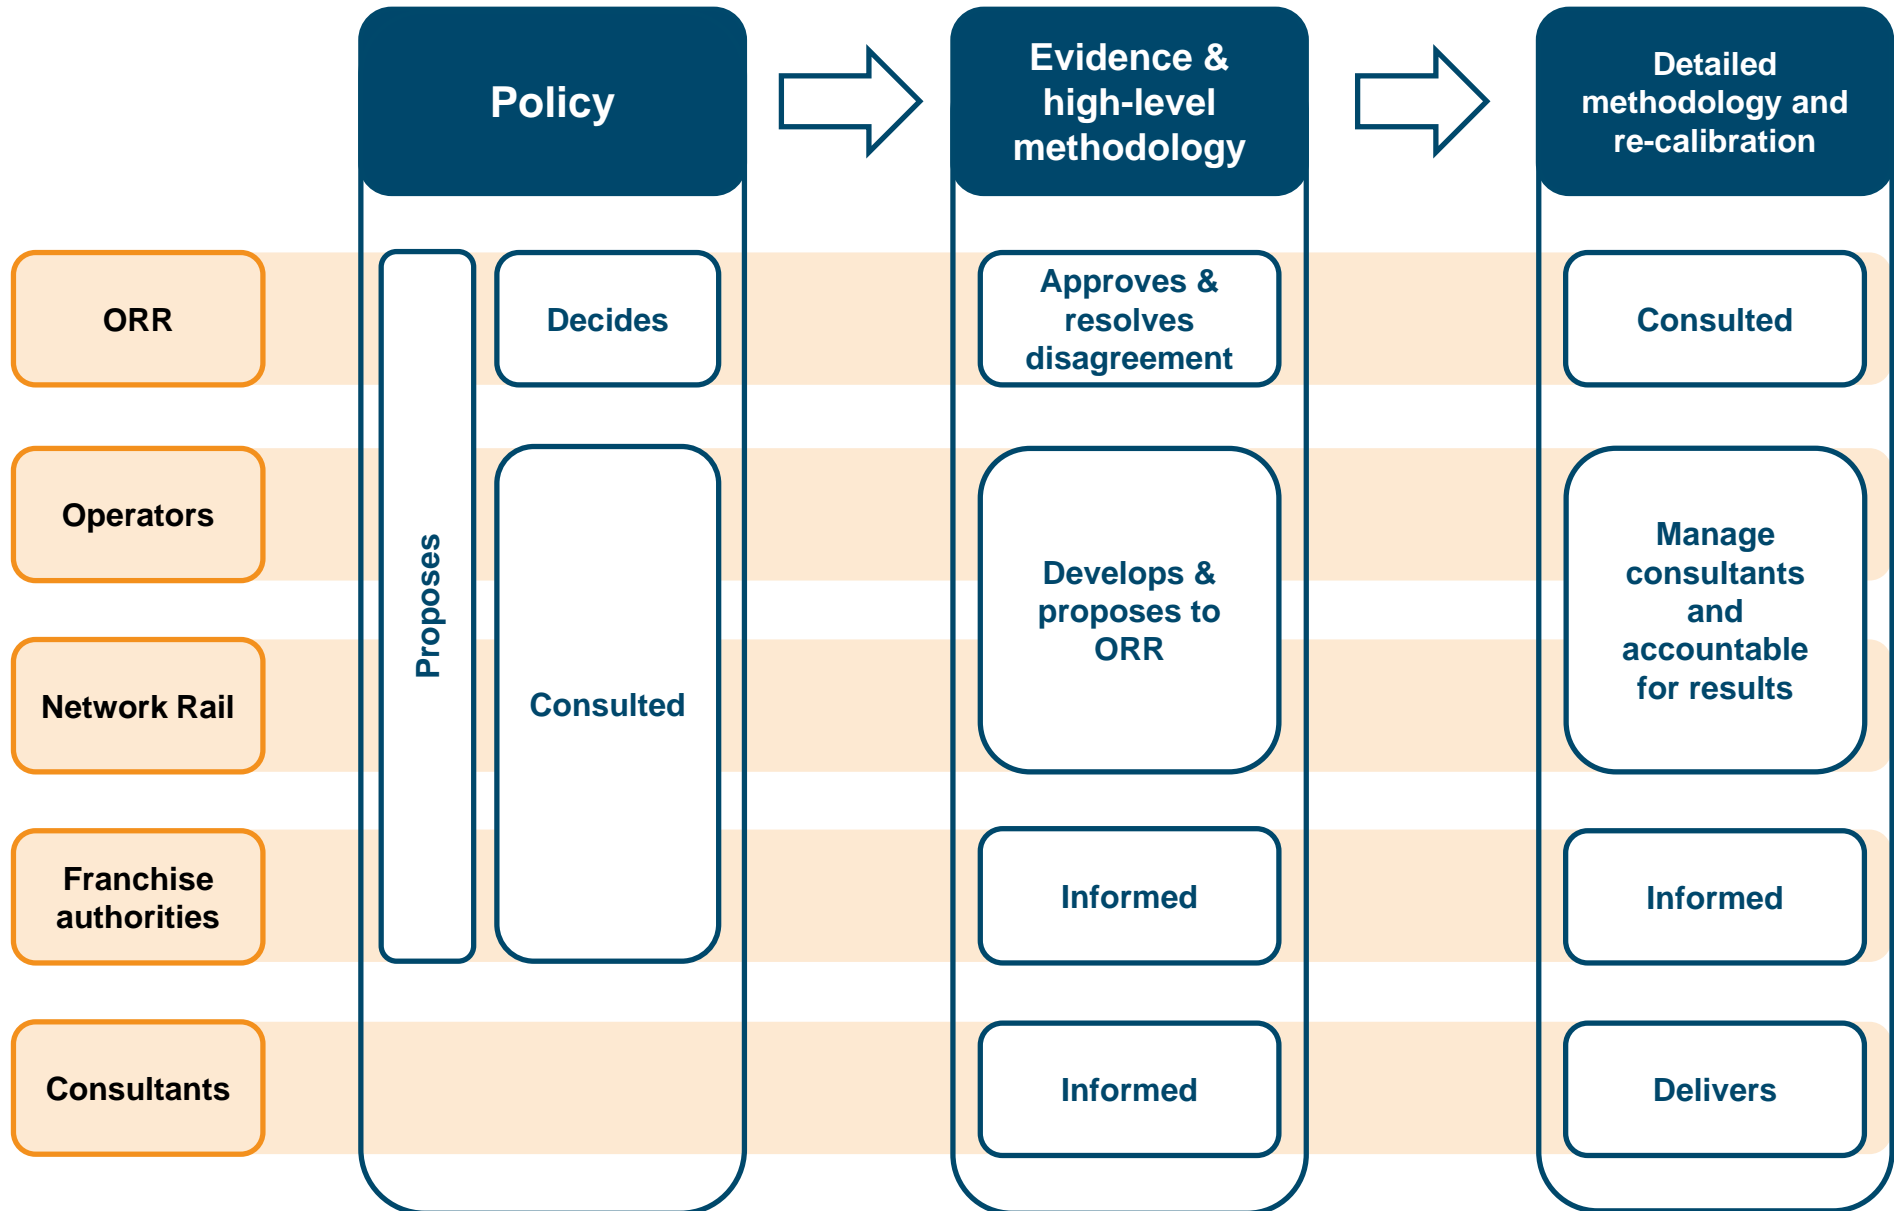 Policy
Evidence &
high-level
methodology
Detailed
methodology and
re-calibration
ORR
Proposes
Decides
Approves &
resolves
disagreement
Consulted
Operators
Network Rail
Consulted
Develops &
proposes to
ORR
Manage
consultants
and
accountable
for results
Franchise
authorities
Informed
Informed
Consultants
Informed
Delivers